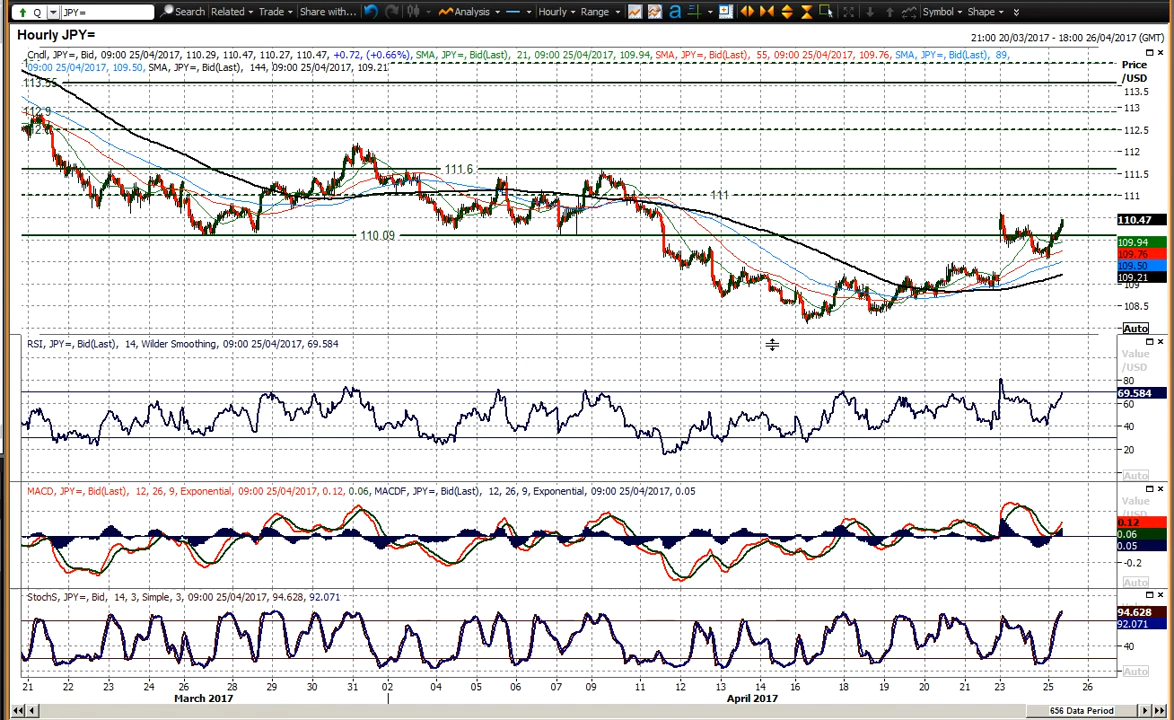 Q JPY= Search Related Trade Share with... Analysis Hourly Range Symbol Shape
Hourly JPY=
21:00 20/03/2017 - 18:00 26/04/2017 (GMT)
Cndl, JPY=, Bid, 09:00 25/04/2017, 110.29, 110.47, 110.27, 110.47, +0.72, (+0.66%), SMA, JPY=, Bid(Last), 21, 09:00 25/04/2017, 109.94, SMA, JPY=, Bid(Last), 55, 09:00 25/04/2017, 109.76, SMA, JPY=, Bid(Last), 89,
09:00 25/04/2017, 109.50, SMA, JPY=, Bid(Last), 144, 09:00 25/04/2017, 109.21
Price
/USD
113.55
113.5
112.9
113
112.5
112
111.6
111.5
111
111
110.47
110.09
109.94
109.76
109.50
109.21
109
108.5
Auto
RSI, JPY=, Bid(Last), 14, Wilder Smoothing, 09:00 25/04/2017, 69.584
Value
/USD
80
69.584
60
40
20
Auto
MACD, JPY=, Bid(Last), 12, 26, 9, Exponential, 09:00 25/04/2017, 0.12, 0.06, MACDF, JPY=, Bid(Last), 12, 26, 9, Exponential, 09:00 25/04/2017, 0.05
Value
/USD
0.12
0.06
0.05
-0.2
Auto
StochS, JPY=, Bid, 14, 3, Simple, 3, 09:00 25/04/2017, 94.628, 92.071
94.628
92.071
40
Auto
21 22 23 24 26 28 29 30 31 02 04 05 06 07 09 10 11 12 13 14 16 18 19 20 21 23 25 26
March 2017 April 2017
656 Data Period